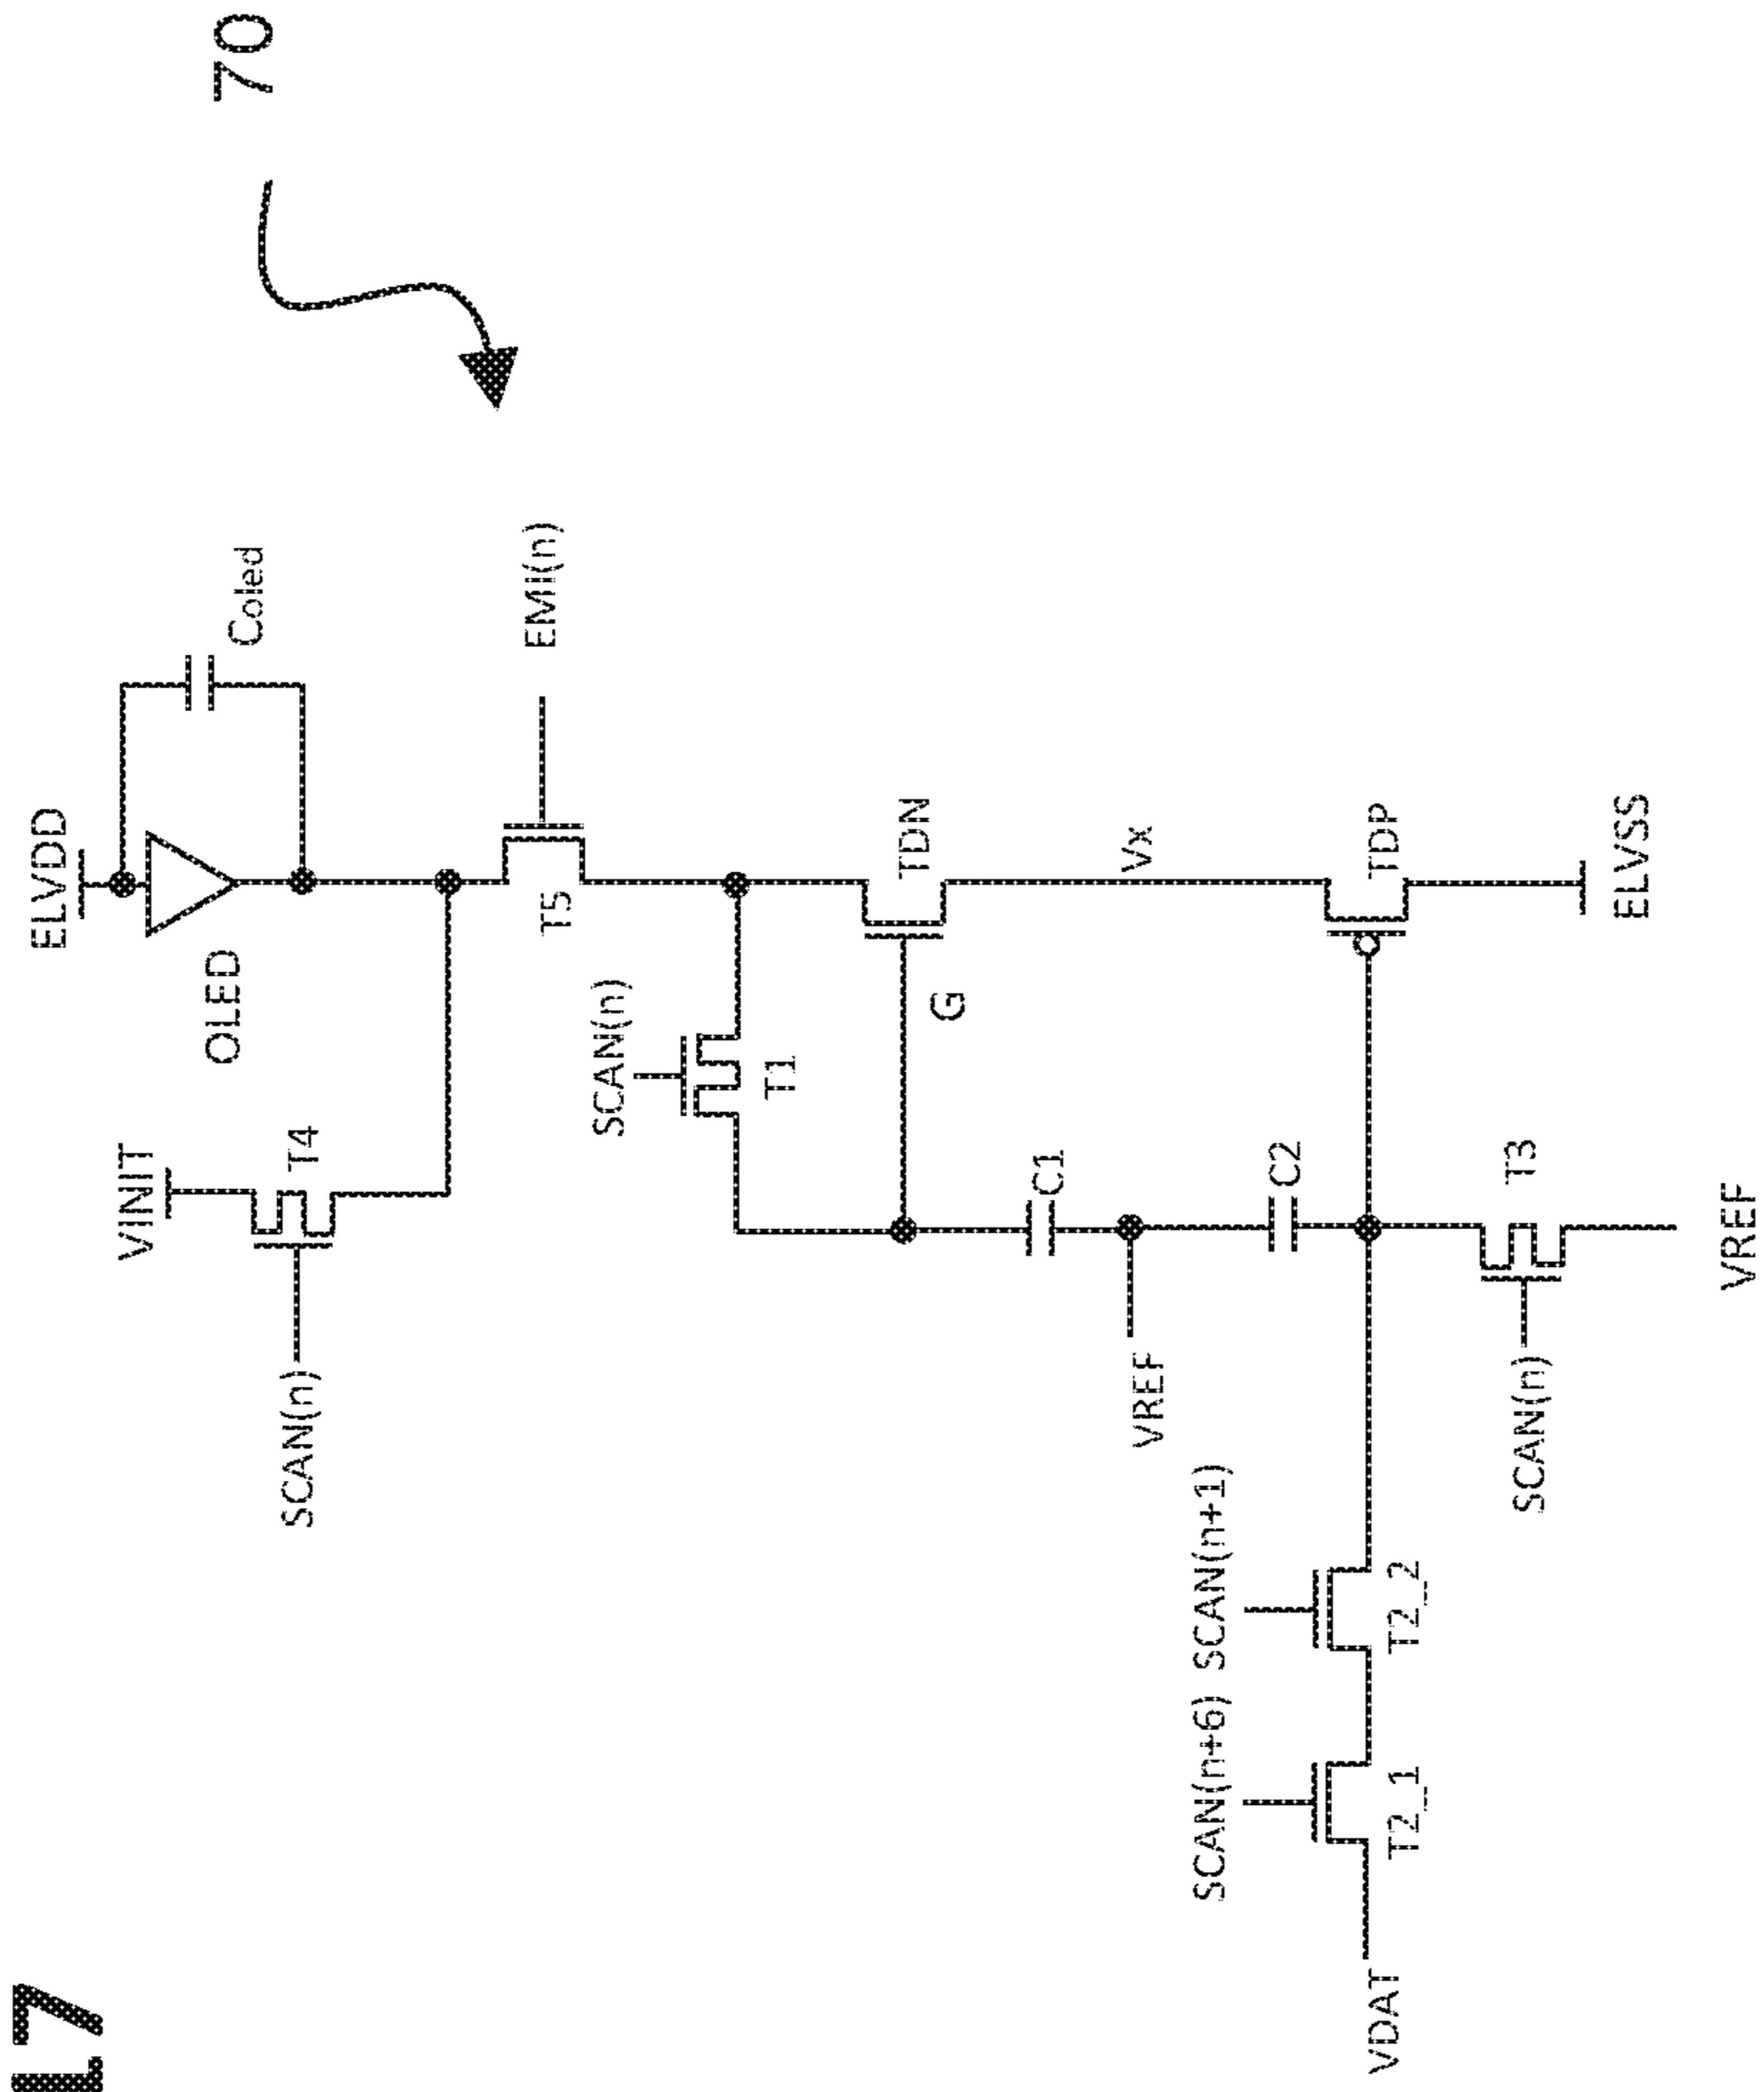 70
ELVDD
Coled
OLED
VINIT
T4
SCAN(n)
EMI(n)
T5
SCAN(n)
T1
TDN
G
C1
Vx
VREF
C2
TDP
SCAN(n+6) SCAN(n+1)
T2_1
T2_2
VDAT
T3
SCAN(n)
ELVSS
VREF